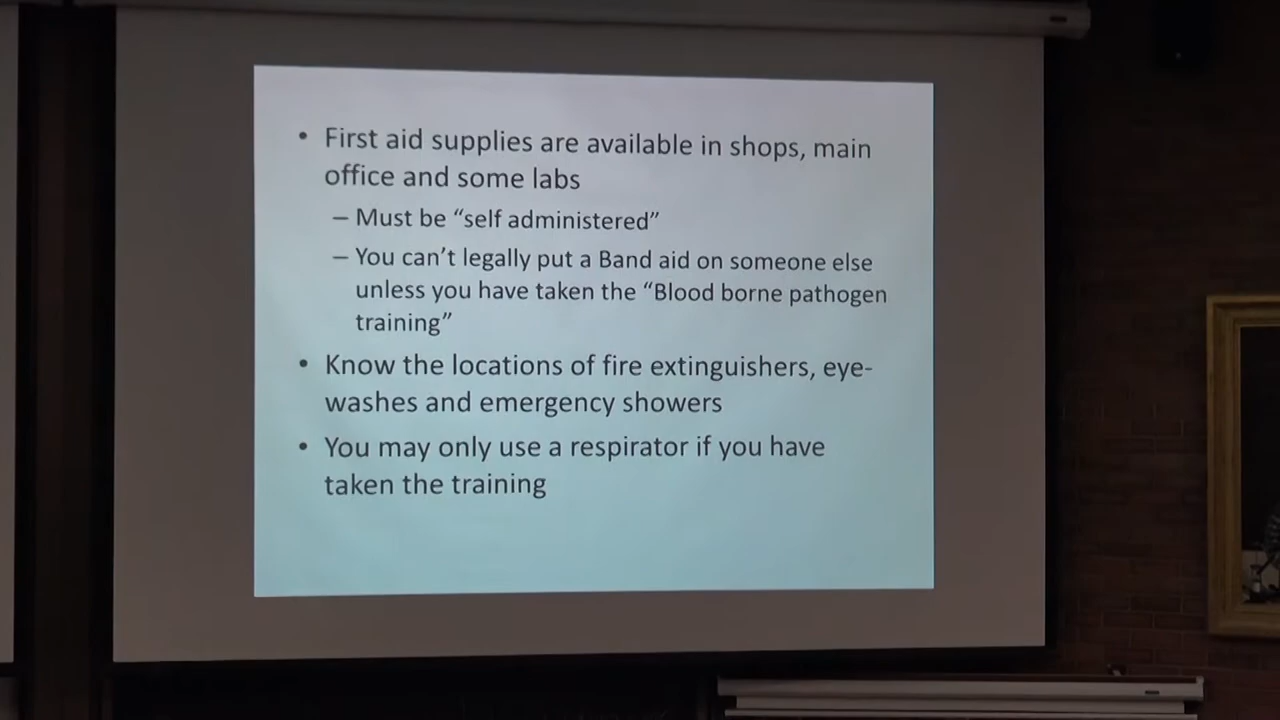 • First aid supplies are available in shops, main
office and some labs
– Must be “self administered”
– You can’t legally put a Band aid on someone else
unless you have taken the “Blood borne pathogen
training”
• Know the locations of fire extinguishers, eye-
washes and emergency showers
• You may only use a respirator if you have
taken the training